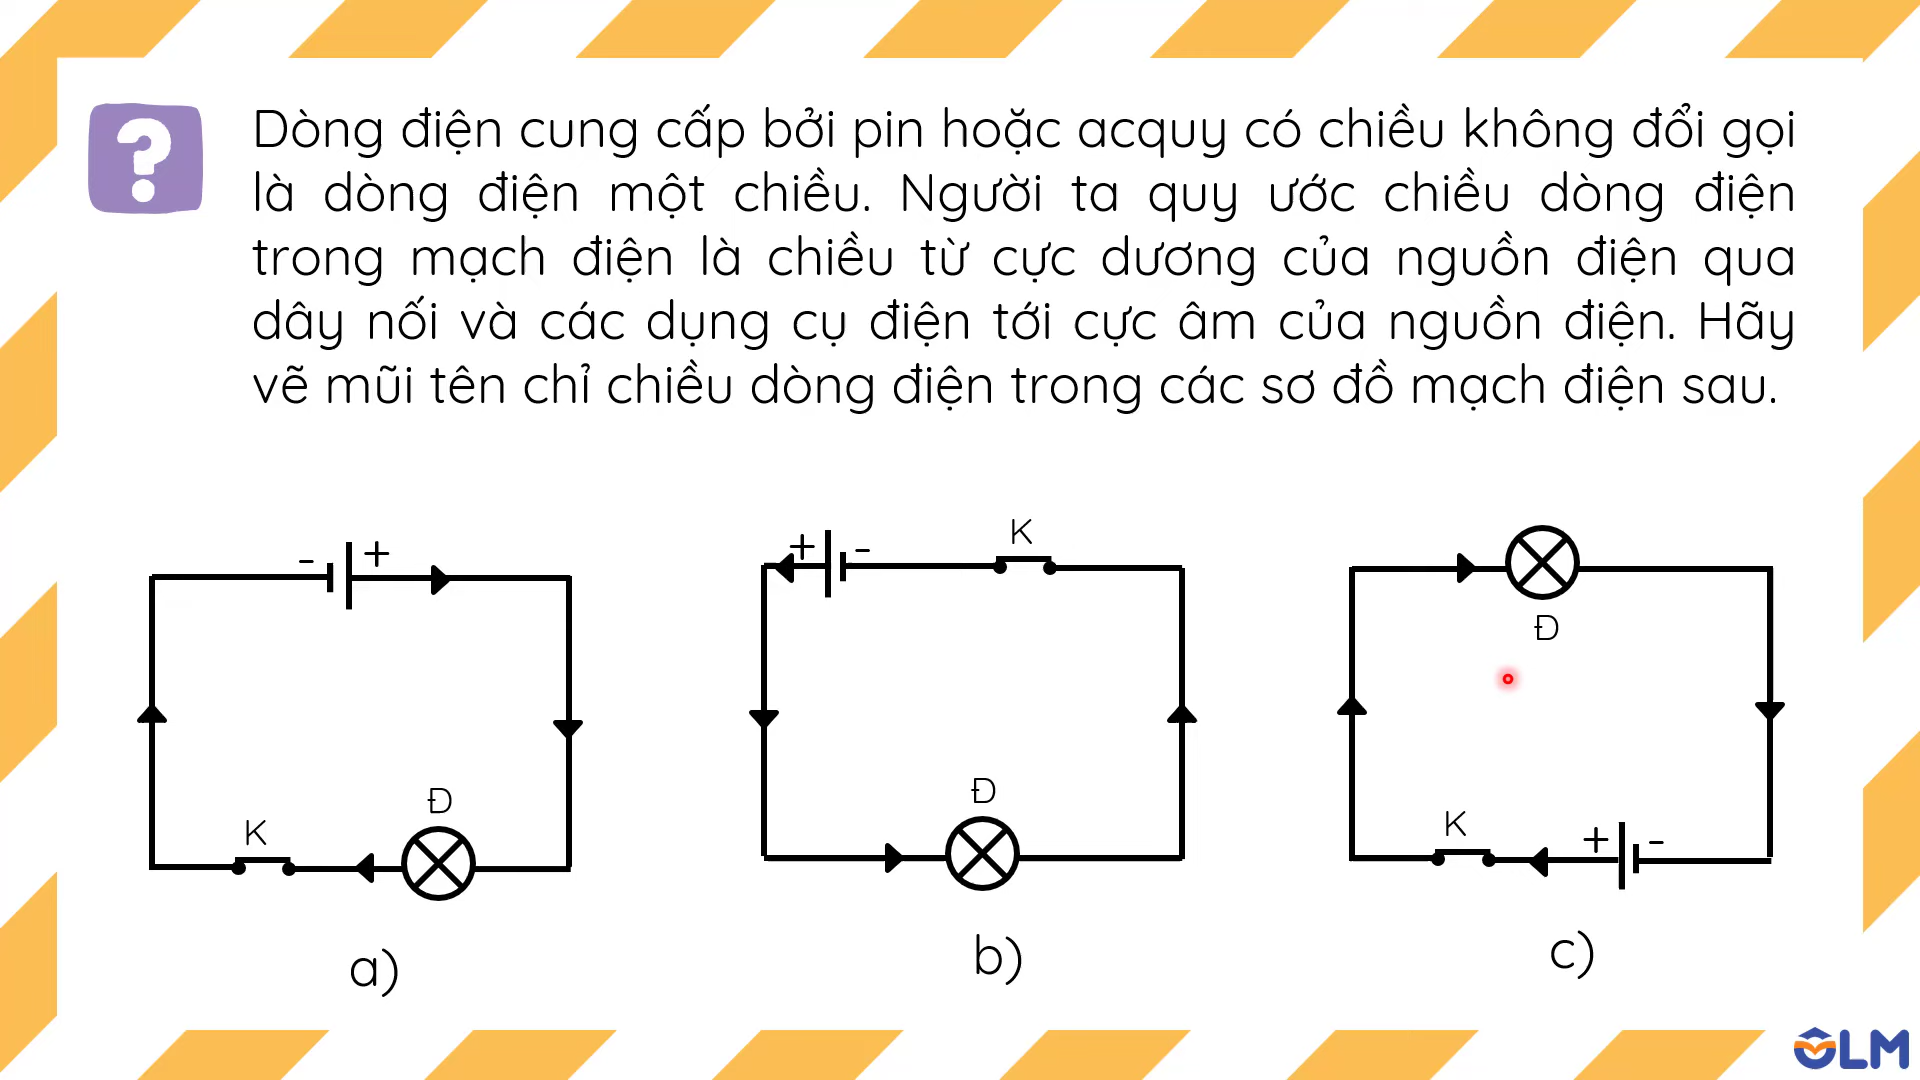 Dòng điện cung cấp bởi pin hoặc acquy có chiều không đổi gọi
là dòng điện một chiều. Người ta quy ước chiều dòng điện
trong mạch điện là chiều từ cực dương của nguồn điện qua
dây nối và các dụng cụ điện tới cực âm của nguồn điện. Hãy
vẽ mũi tên chỉ chiều dòng điện trong các sơ đồ mạch điện sau.
- +
K
Đ
a)
+ -
K
Đ
b)
Đ
K
+ -
c)
OLM